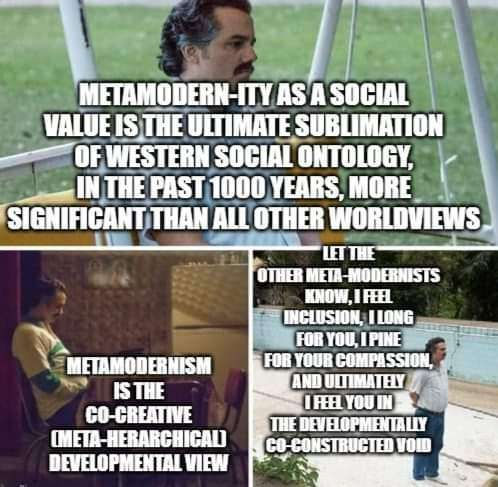 METAMODERN-ITY AS A SOCIAL
VALUE IS THE ULTIMATE SUBLIMATION
OF WESTERN SOCIAL ONTOLOGY,
IN THE PAST 1000 YEARS, MORE
SIGNIFICANT THAN ALL OTHER WORLDVIEWS
METAMODERNISM
IS THE
CO-CREATIVE
(META-HERARCHICAL)
DEVELOPMENTAL VIEW
LET THE
OTHER META-MODERNISTS
KNOW, I FEEL
INCLUSION, I LONG
FOR YOU, I PINE
FOR YOUR COMPASSION,
AND ULTIMATELY
I FEEL YOU IN
THE DEVELOPMENTALLY
CO-CONSTRUCTED VOID